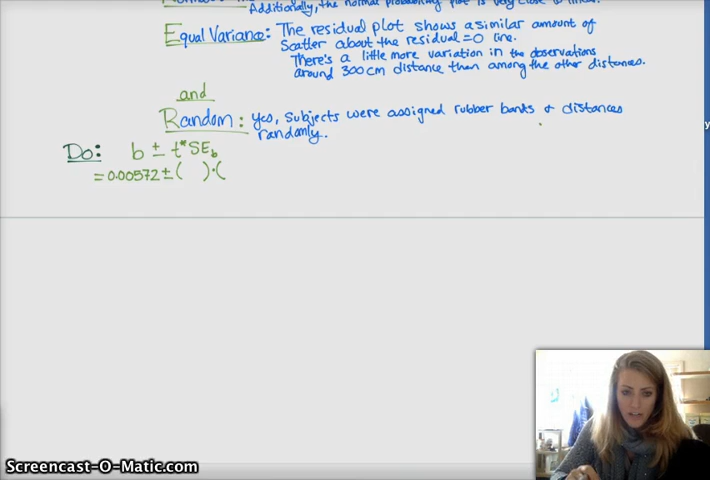 Additionally, the normal probability plot is very close to linear.
Equal Variance: The residual plot shows a similar amount of
scatter about the residual=0 line.
There's a little more variation in the observations
around 300cm distance than among the other distances.
and
Random: Yes, Subjects were assigned rubber bands & distances
randomly.
Do: b ± t*SEb
=0.00572±( )·(
Screencast-O-Matic.com